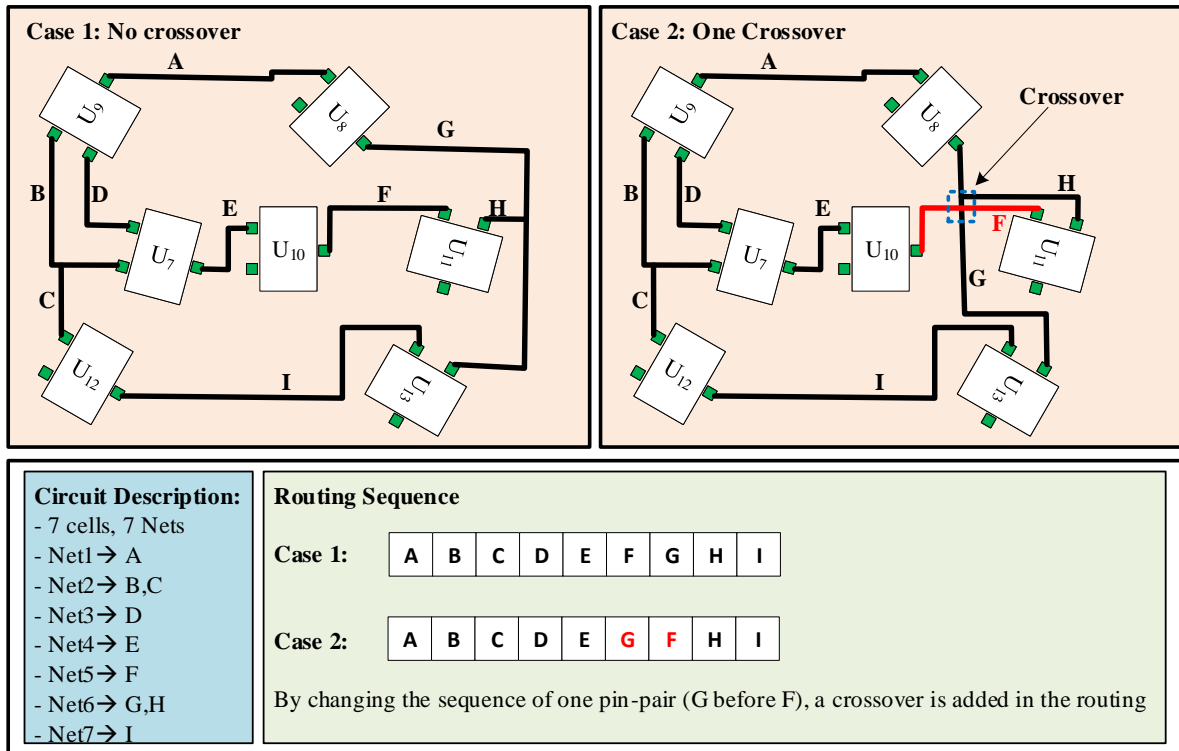 Case 1: No crossover
A
U9
U8
G
B
D
E
F
H
U7
U10
U11
C
U12
I
U13
Case 2: One Crossover
A
U9
U8
Crossover
H
B
D
E
F
U7
U10
U11
G
C
U12
I
U13
Circuit Description:
- 7 cells, 7 Nets
- Net1→ A
- Net2→ B,C
- Net3→ D
- Net4→ E
- Net5→ F
- Net6→ G,H
- Net7→ I
Routing Sequence
Case 1: A B C D E F G H I
Case 2: A B C D E G F H I
By changing the sequence of one pin-pair (G before F), a crossover is added in the routing